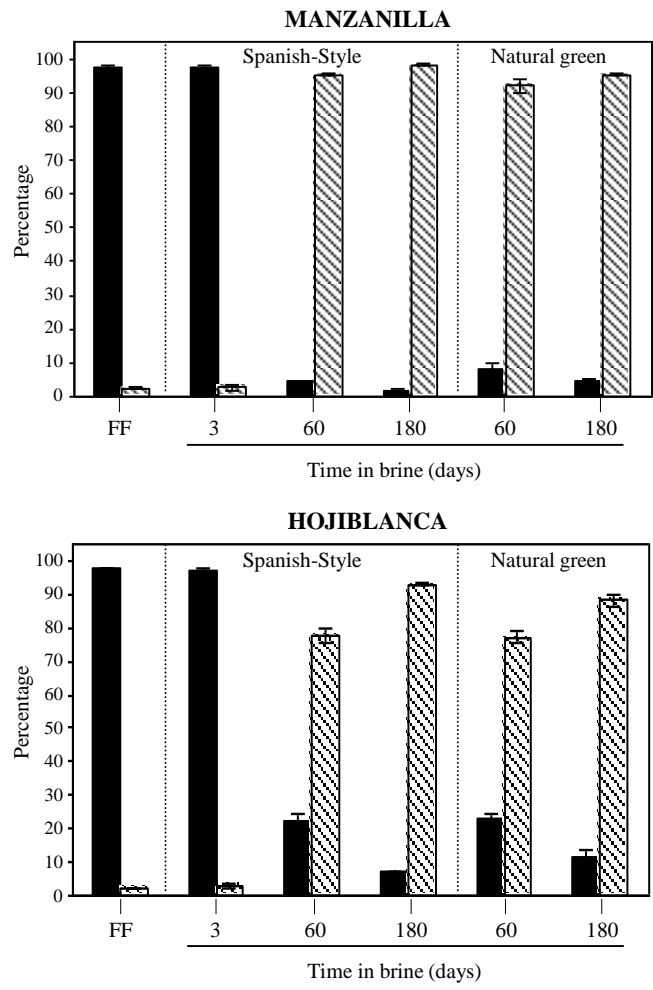 MANZANILLA
Spanish-Style Natural green
100
90
80
70
60
50
40
30
20
10
0
Percentage
FF 3 60 180 60 180
Time in brine (days)
HOJIBLANCA
Spanish-Style Natural green
100
90
80
70
60
50
40
30
20
10
0
Percentage
FF 3 60 180 60 180
Time in brine (days)